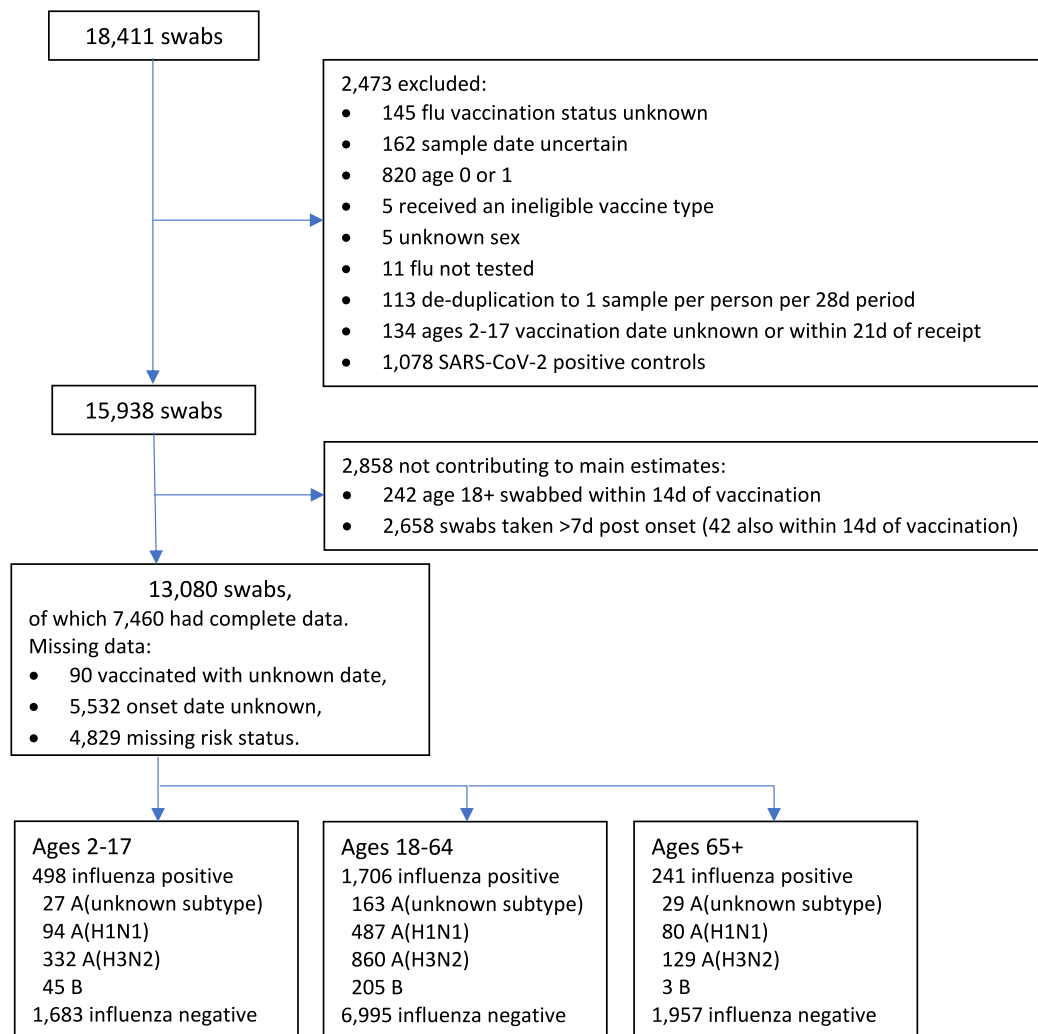 18,411 swabs
2,473 excluded:
• 145 flu vaccination status unknown
• 162 sample date uncertain
• 820 age 0 or 1
• 5 received an ineligible vaccine type
• 5 unknown sex
• 11 flu not tested
• 113 de-duplication to 1 sample per person per 28d period
• 134 ages 2-17 vaccination date unknown or within 21d of receipt
• 1,078 SARS-CoV-2 positive controls
15,938 swabs
2,858 not contributing to main estimates:
• 242 age 18+ swabbed within 14d of vaccination
• 2,658 swabs taken >7d post onset (42 also within 14d of vaccination)
13,080 swabs,
of which 7,460 had complete data.
Missing data:
• 90 vaccinated with unknown date,
• 5,532 onset date unknown,
• 4,829 missing risk status.
Ages 2-17
498 influenza positive
27 A(unknown subtype)
94 A(H1N1)
332 A(H3N2)
45 B
1,683 influenza negative
Ages 18-64
1,706 influenza positive
163 A(unknown subtype)
487 A(H1N1)
860 A(H3N2)
205 B
6,995 influenza negative
Ages 65+
241 influenza positive
29 A(unknown subtype)
80 A(H1N1)
129 A(H3N2)
3 B
1,957 influenza negative